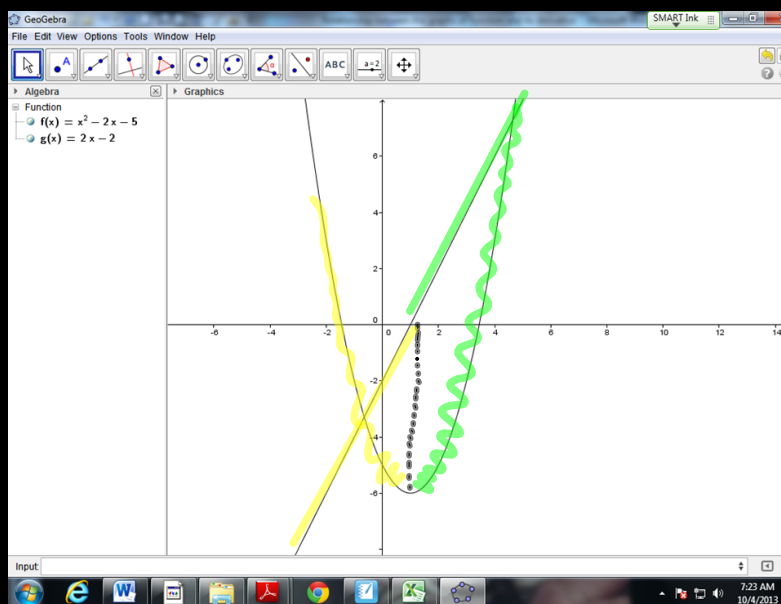 GeoGebra
SMART Ink
File Edit View Options Tools Window Help
A
ABC
a=2
Algebra
Graphics
Function
f(x) = x² − 2x − 5
g(x) = 2x − 2
6
4
2
0
-6 -4 -2 0 2 4 6 8 10 12 14
-2
-4
-6
Input:
7:23 AM
10/4/2013